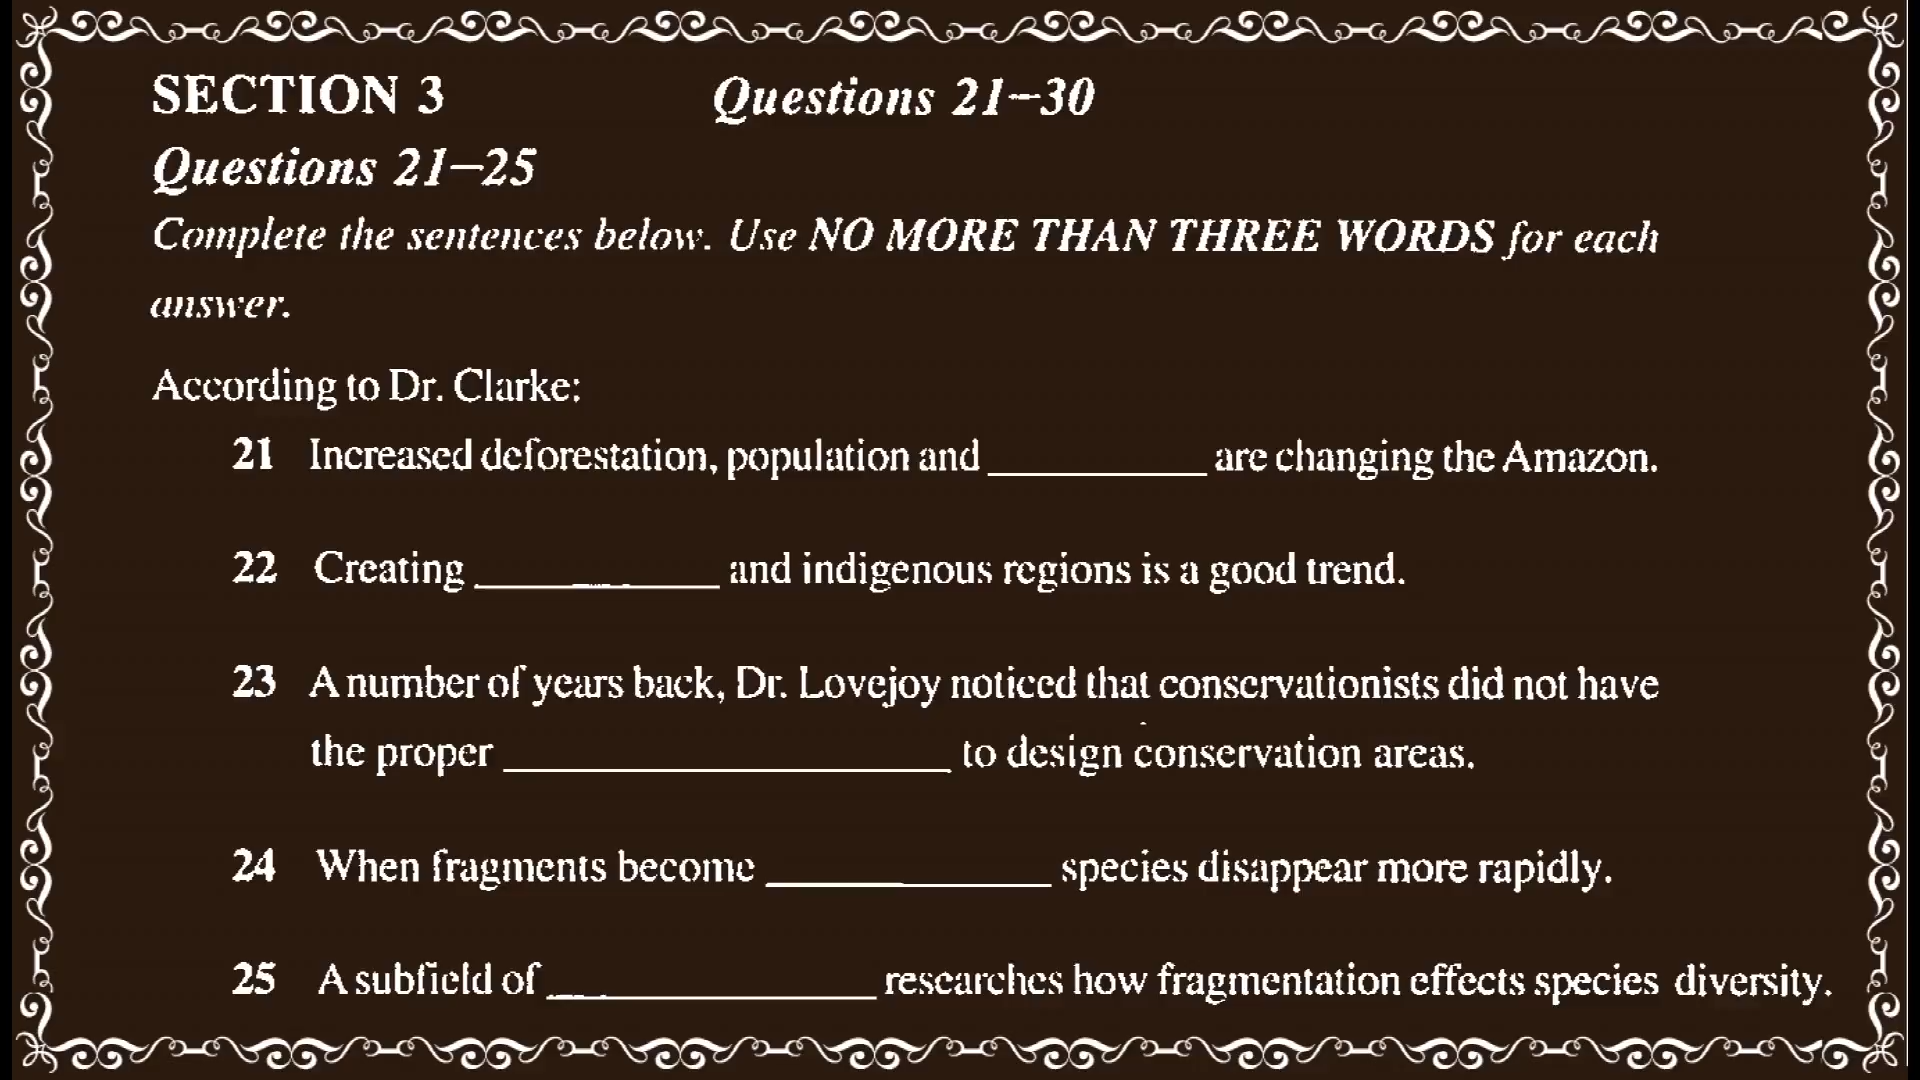 SECTION 3 Questions 21–30
Questions 21–25
Complete the sentences below. Use NO MORE THAN THREE WORDS for each
answer.
According to Dr. Clarke:
21 Increased deforestation, population and __________ are changing the Amazon.
22 Creating ___________ and indigenous regions is a good trend.
23 A number of years back, Dr. Lovejoy noticed that conservationists did not have
the proper ____________________ to design conservation areas.
24 When fragments become _____________ species disappear more rapidly.
25 A subfield of _______________ researches how fragmentation effects species diversity.